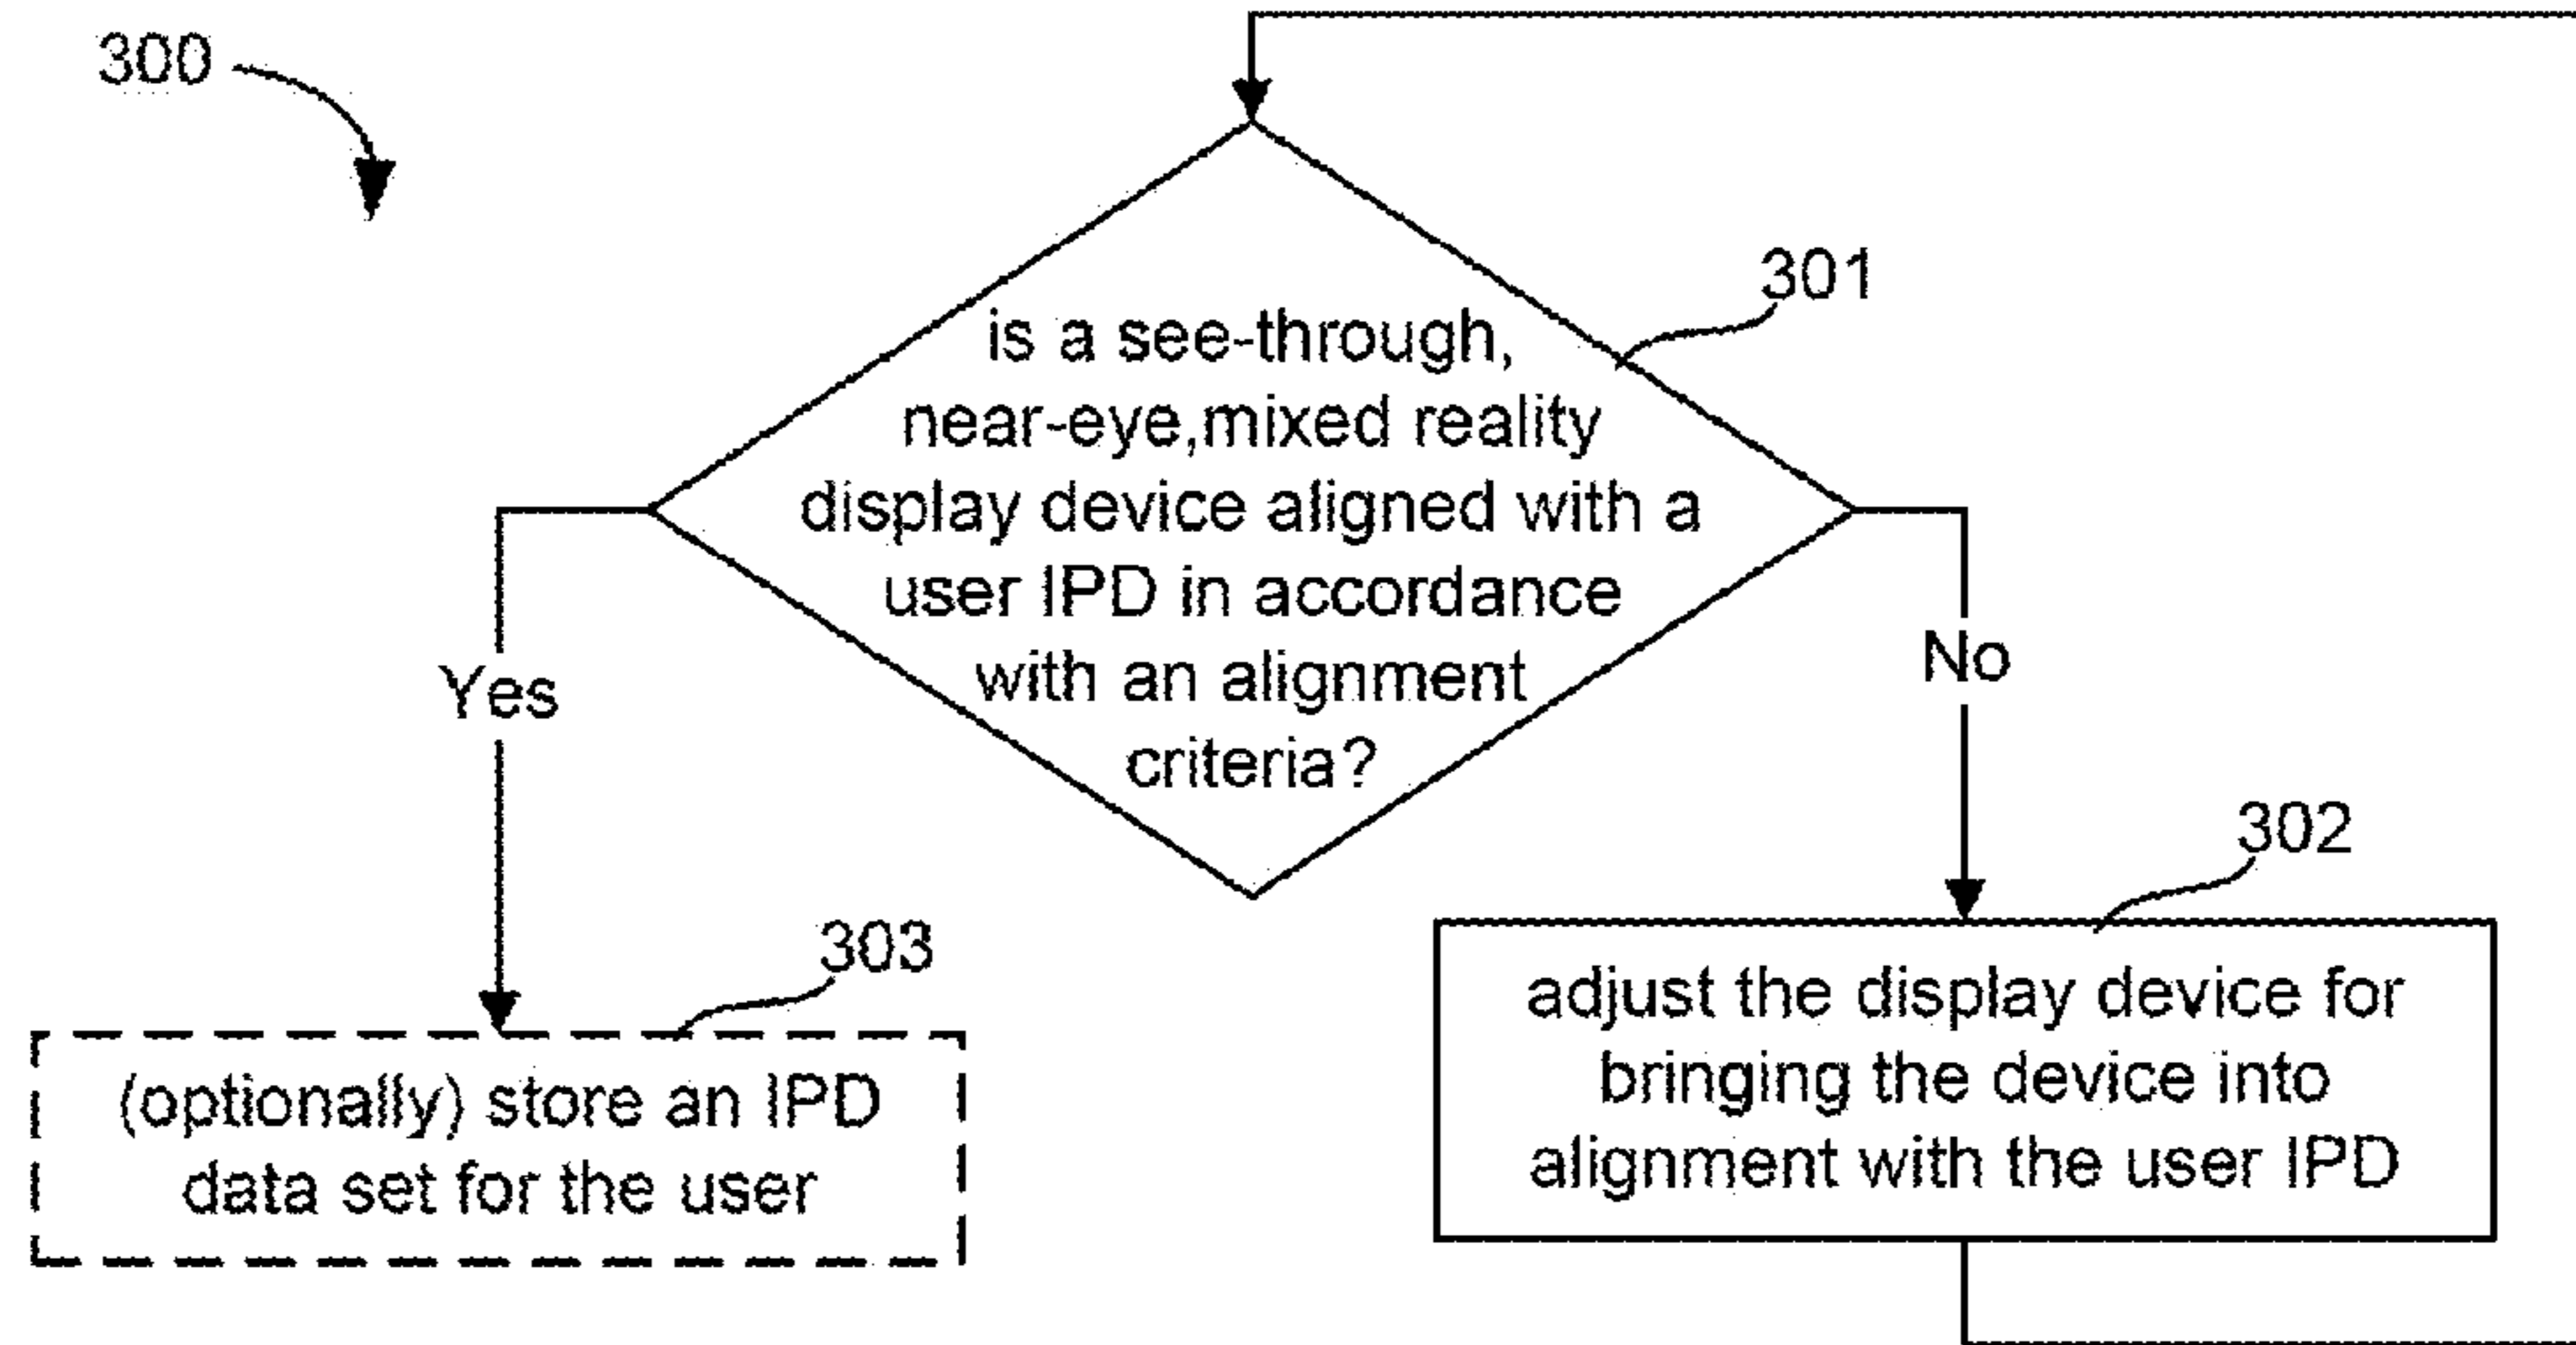 300
301
is a see-through,
near-eye,mixed reality
display device aligned with a
user IPD in accordance
with an alignment
criteria?
Yes
No
302
adjust the display device for
bringing the device into
alignment with the user IPD
303
(optionally) store an IPD
data set for the user